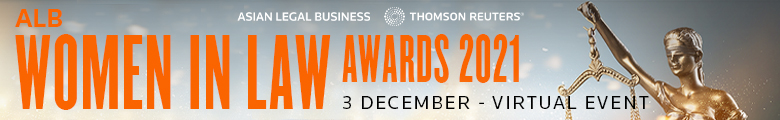 ALB
ASIAN LEGAL BUSINESS THOMSON REUTERS®
WOMEN IN LAW AWARDS 2021
3 DECEMBER - VIRTUAL EVENT